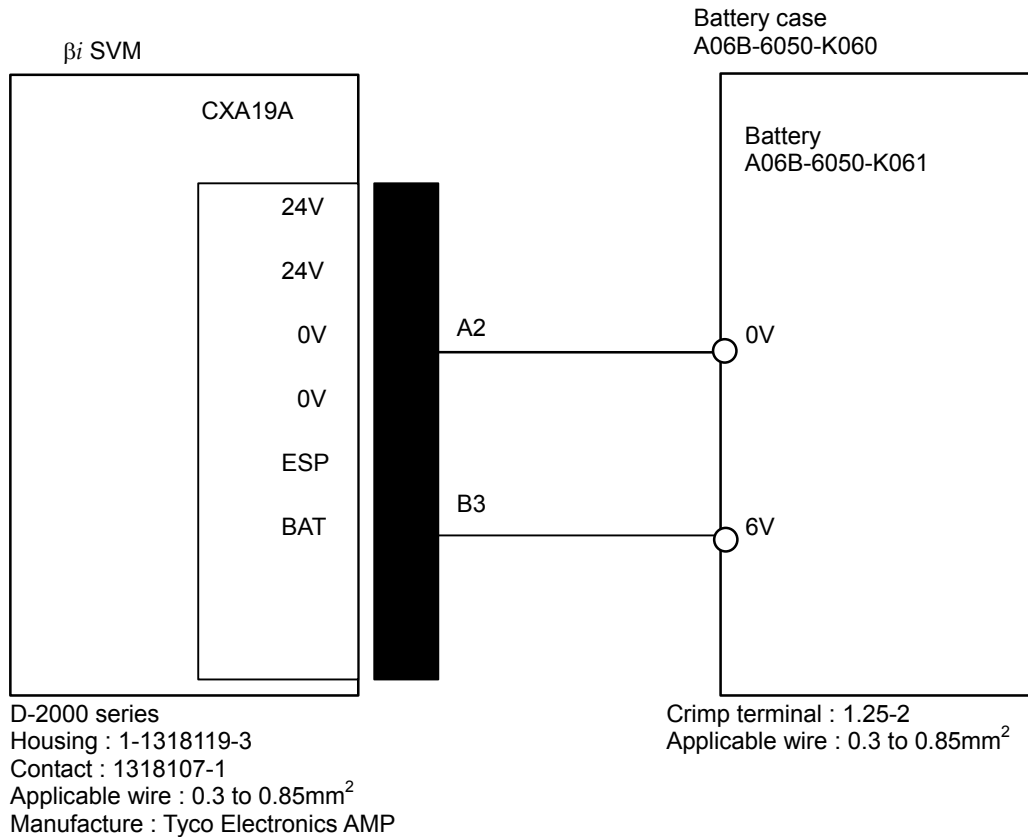 βi SVM
CXA19A
24V
24V
0V
0V
ESP
BAT
A2
B3
Battery case
A06B-6050-K060
Battery
A06B-6050-K061
0V
6V
D-2000 series
Housing : 1-1318119-3
Contact : 1318107-1
Applicable wire : 0.3 to 0.85mm²
Manufacture : Tyco Electronics AMP
Crimp terminal : 1.25-2
Applicable wire : 0.3 to 0.85mm²